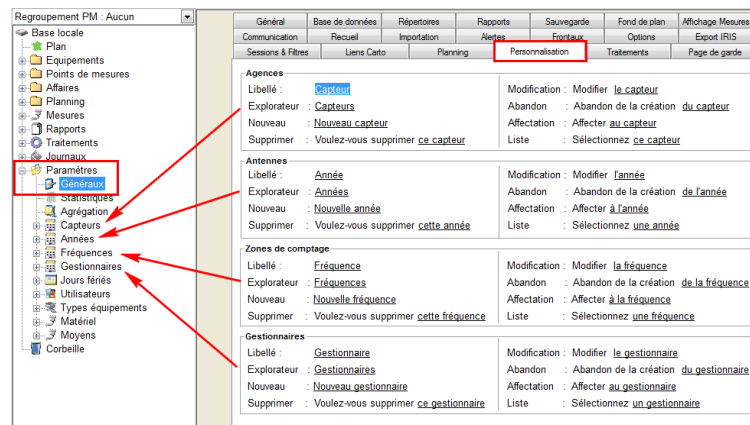 Regroupement PM : Aucun
Base locale
Plan
Equipements
Points de mesures
Affaires
Planning
Mesures
Rapports
Traitements
Journaux
Paramètres
Généraux
Statistiques
Agrégation
Capteurs
Années
Fréquences
Gestionnaires
Jours fériés
Utilisateurs
Types équipements
Matériel
Moyens
Corbeille
Général Base de données Répertoires Rapports Sauvegarde Fond de plan Affichage Mesures
Communication Recueil Importation Alertes Frontaux Options Export IRIS
Sessions & Filtres Liens Carto Planning Personnalisation Traitements Page de garde
Agences
Libellé : Capteur Modification : Modifier le capteur
Explorateur : Capteurs Abandon : Abandon de la création du capteur
Nouveau : Nouveau capteur Affectation : Affecter au capteur
Supprimer : Voulez-vous supprimer ce capteur Liste : Sélectionnez ce capteur
Antennes
Libellé : Année Modification : Modifier l'année
Explorateur : Années Abandon : Abandon de la création de l'année
Nouveau : Nouvelle année Affectation : Affecter à l'année
Supprimer : Voulez-vous supprimer cette année Liste : Sélectionnez une année
Zones de comptage
Libellé : Fréquence Modification : Modifier la fréquence
Explorateur : Fréquences Abandon : Abandon de la création de la fréquence
Nouveau : Nouvelle fréquence Affectation : Affecter à la fréquence
Supprimer : Voulez-vous supprimer cette fréquence Liste : Sélectionnez une fréquence
Gestionnaires
Libellé : Gestionnaire Modification : Modifier le gestionnaire
Explorateur : Gestionnaires Abandon : Abandon de la création du gestionnaire
Nouveau : Nouveau gestionnaire Affectation : Affecter au gestionnaire
Supprimer : Voulez-vous supprimer ce gestionnaire Liste : Sélectionnez un gestionnaire